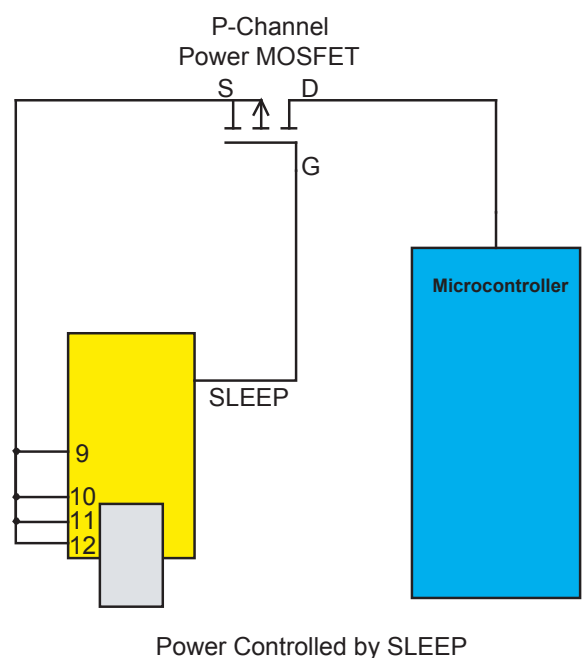 P-Channel
Power MOSFET
S D
G
Microcontroller
SLEEP
9
10
11
12
Power Controlled by SLEEP